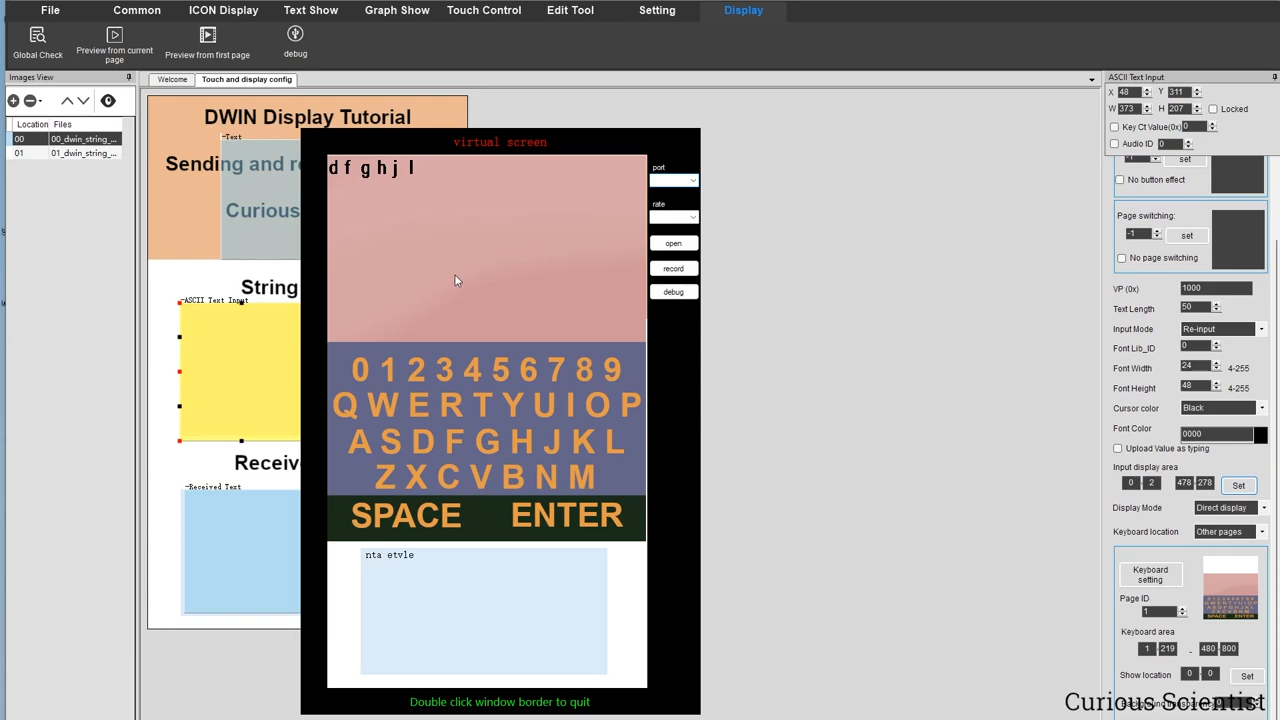 File Common ICON Display Text Show Graph Show Touch Control Edit Tool Setting Display
Global Check Preview from current page Preview from first page debug
Images View
Welcome Touch and display config
Location Files
00 00_dwin_string_...
01 01_dwin_string_...
DWIN Display Tutorial
-Text
Sending and r
Curious
String
-ASCII Text Input
Receive
-Received Text
virtual screen
d f g h j l
port
rate
open
record
debug
0 1 2 3 4 5 6 7 8 9
Q W E R T Y U I O P
A S D F G H J K L
Z X C V B N M
SPACE ENTER
nta etvle
Double click window border to quit
ASCII Text Input
X 48 Y 311
W 373 H 207 Locked
Key Ct Value(0x) 0
Audio ID 0
-1 set
No button effect
Page switching:
-1 set
No page switching
VP (0x) 1000
Text Length 50
Input Mode Re-input
Font Lib_ID 0
Font Width 24 4-255
Font Height 48 4-255
Cursor color Black
Font Color 0000
Upload Value as typing
Input display area
0 2 478 278 Set
Display Mode Direct display
Keyboard location Other pages
Keyboard setting
Page ID
1
Keyboard area
1 219 - 480 800
Show location 0 0 Set
Curious Scientist